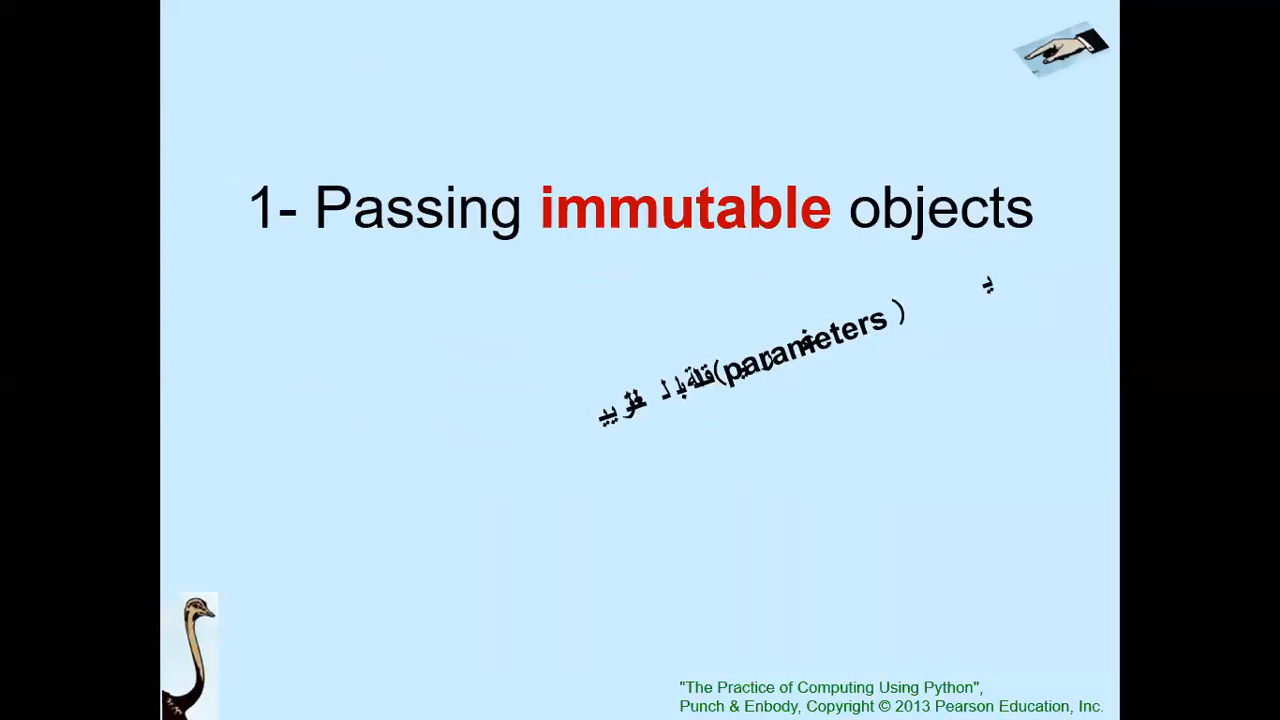 1- Passing immutable objects
(parameters)
"The Practice of Computing Using Python",
Punch & Enbody, Copyright © 2013 Pearson Education, Inc.